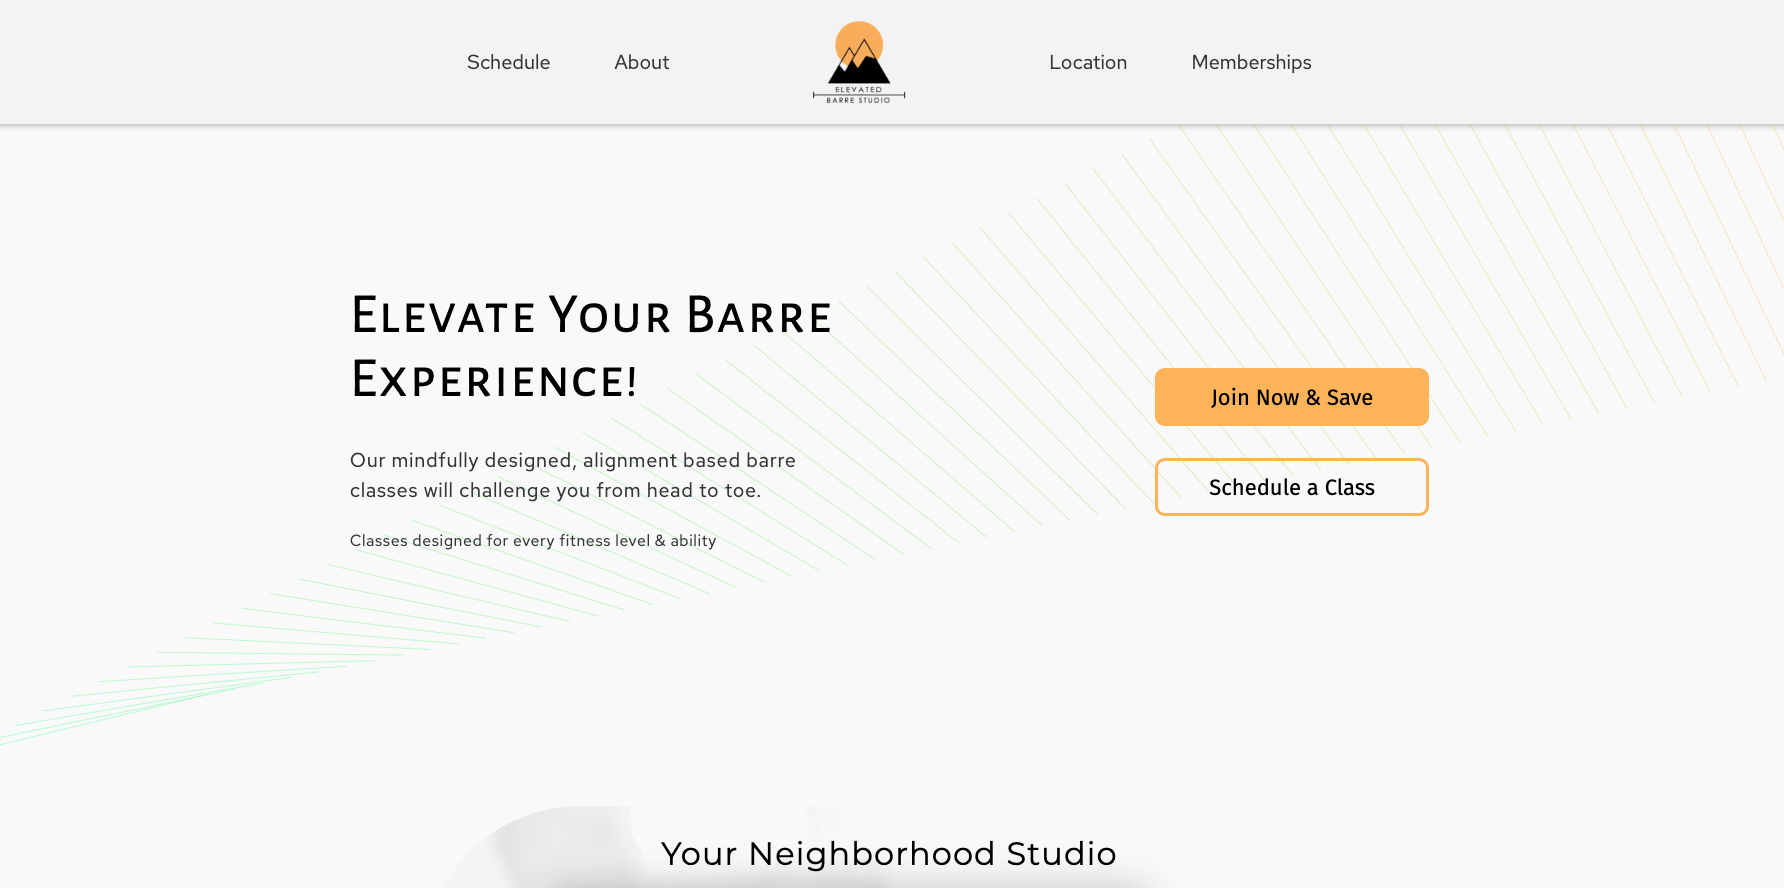 Schedule
About
ELEVATED
BARRE STUDIO
Location
Memberships
Elevate Your Barre
Experience!
Our mindfully designed, alignment based barre
classes will challenge you from head to toe.
Classes designed for every fitness level & ability
Join Now & Save
Schedule a Class
Your Neighborhood Studio